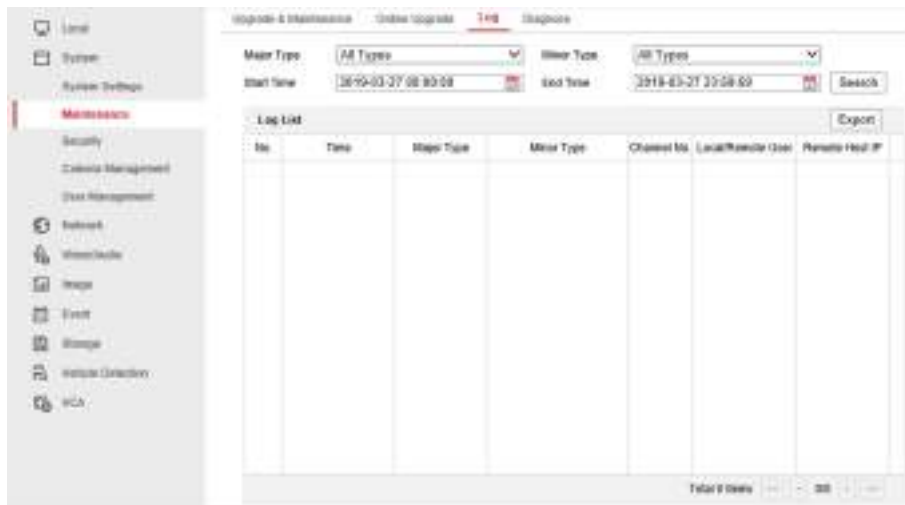 Local
System
System Settings
Maintenance
Security
Camera Management
User Management
Network
Video/Audio
Image
Event
Storage
Vehicle Detection
VCA
Upgrade & Maintenance Online Upgrade Log Diagnose
Major Type All Types Minor Type All Types
Start Time 2019-03-27 00:00:00 End Time 2019-03-27 23:59:59 Search
Log List Export
No. Time Major Type Minor Type Channel No. Local/Remote User Remote Host IP
Total 0 Items